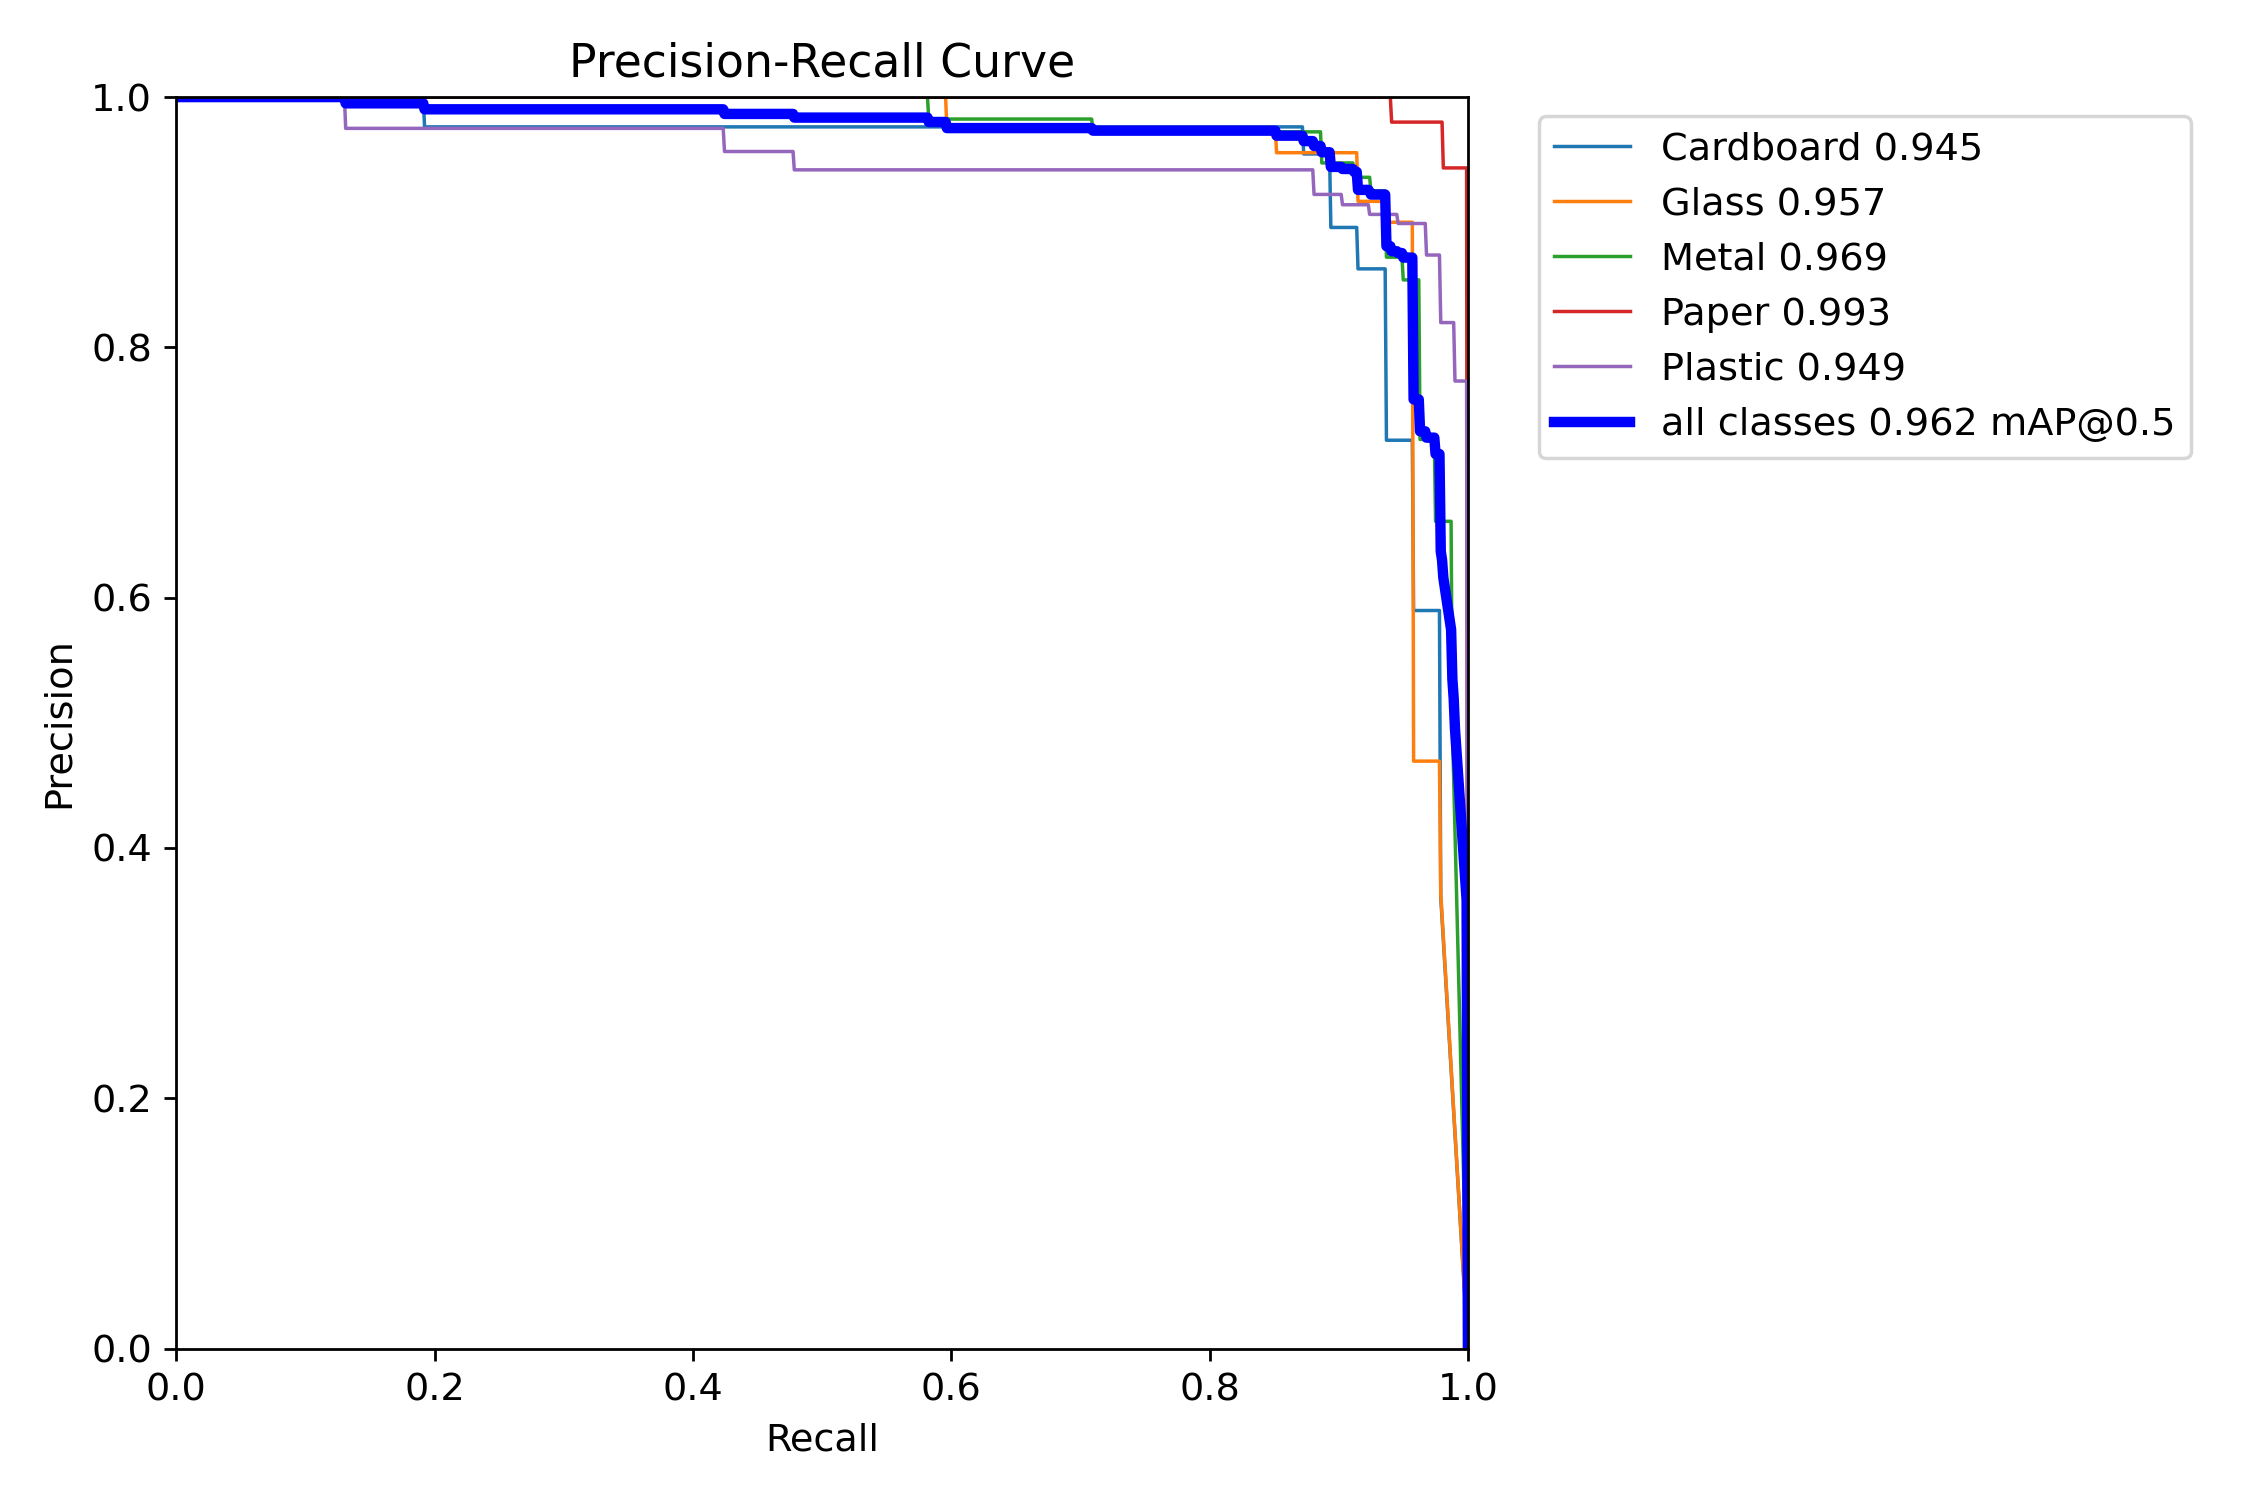 Precision-Recall Curve
1.0
0.8
0.6
0.4
0.2
0.0
Precision
0.0 0.2 0.4 0.6 0.8 1.0
Recall
Cardboard 0.945
Glass 0.957
Metal 0.969
Paper 0.993
Plastic 0.949
all classes 0.962 mAP@0.5